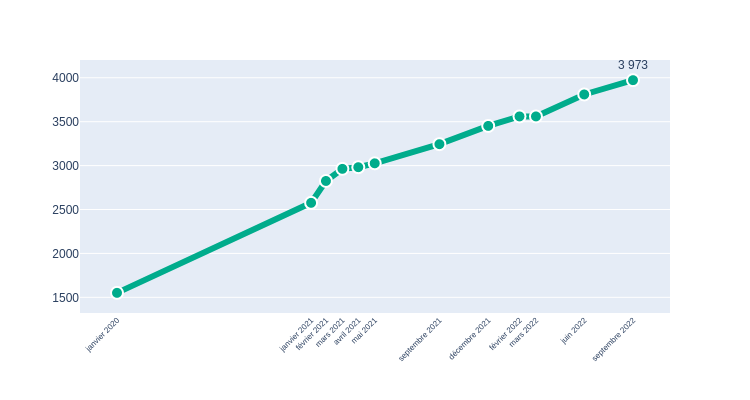 3 973
4000
3500
3000
2500
2000
1500
janvier 2020
janvier 2021
février 2021
mars 2021
avril 2021
mai 2021
septembre 2021
décembre 2021
février 2022
mars 2022
juin 2022
septembre 2022